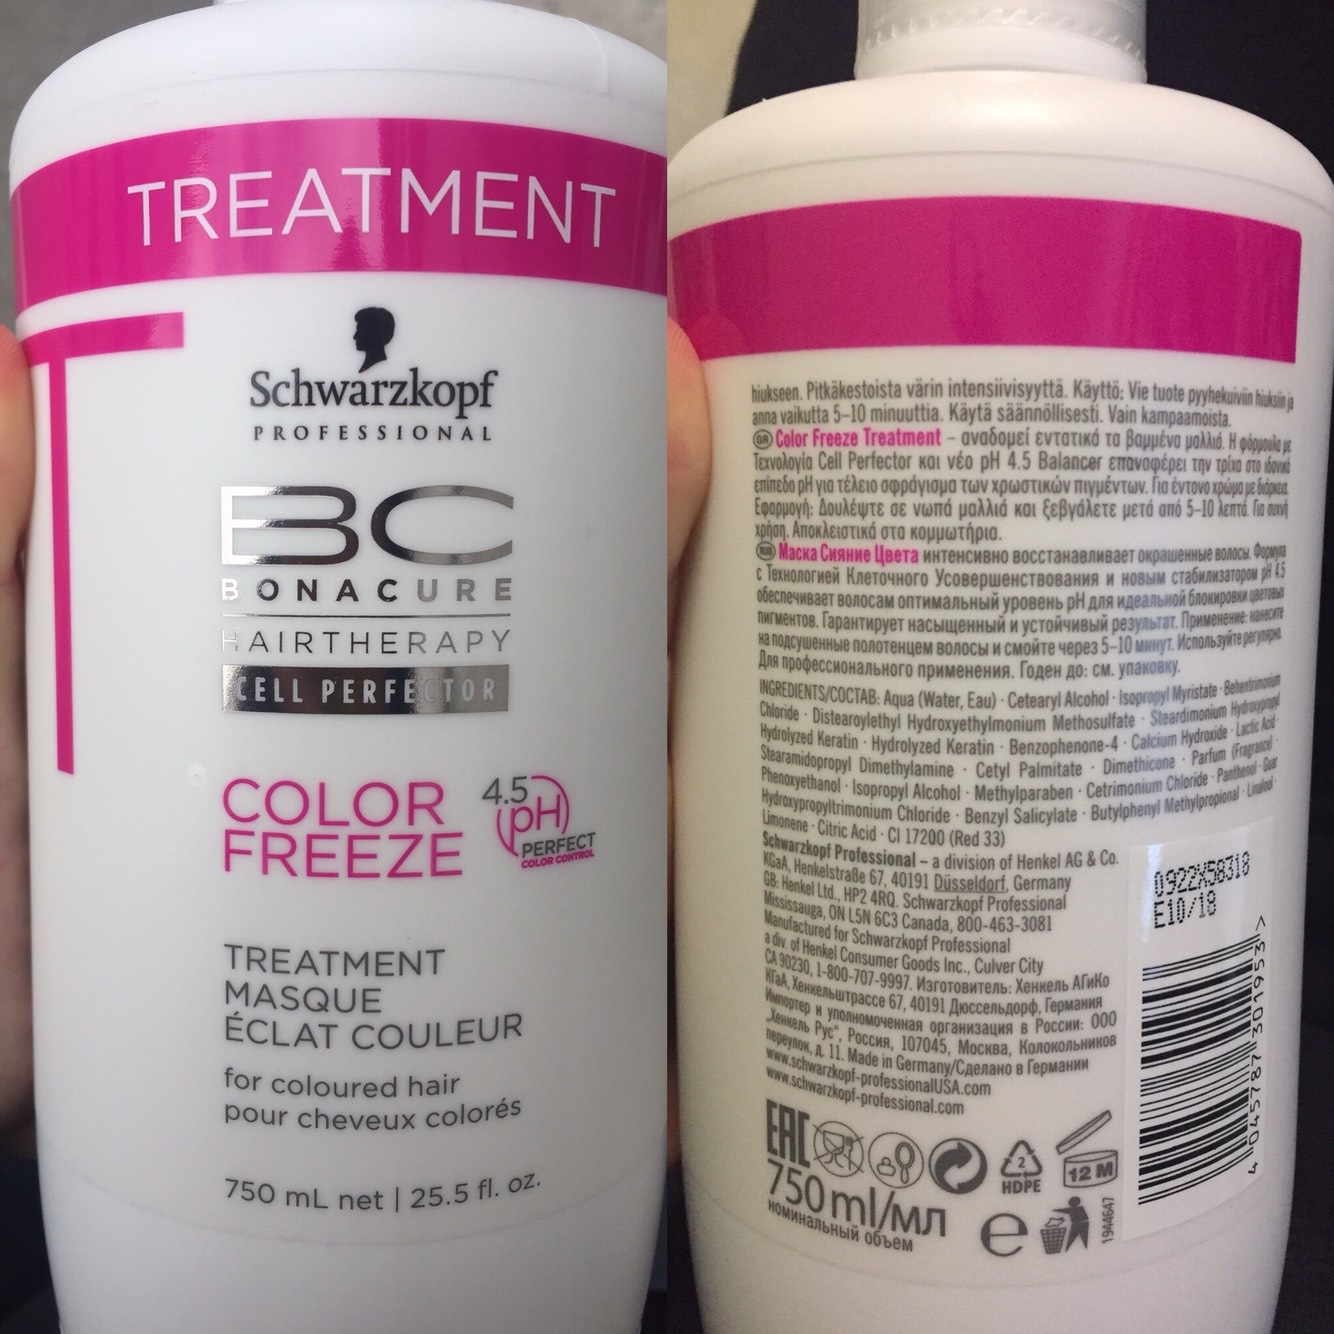 TREATMENT
T
Schwarzkopf
PROFESSIONAL
BC
BONACURE
HAIRTHERAPY
CELL PERFECTOR
COLOR
FREEZE
4.5
pH
PERFECT
COLOR CONTROL
TREATMENT
MASQUE
ÉCLAT COULEUR
for coloured hair
pour cheveux colorés
750 mL net | 25.5 fl. oz.
hiukseen. Pitkäkestoista värin intensiivisyyttä. Käyttö: Vie tuote pyyhekuiviin hiuksiin ja
anna vaikutta 5–10 minuuttia. Käytä säännöllisesti. Vain kampaamoista.
GR Color Freeze Treatment – αναδομεί εντατικά τα βαμμένα μαλλιά. Η φόρμουλα με
Τεχνολογία Cell Perfector και νέο pH 4.5 Balancer επαναφέρει την τρίχα στο ιδανικό
επίπεδο pH για τέλειο σφράγισμα των χρωστικών πιγμέντων. Για έντονο χρώμα με διάρκεια.
Εφαρμογή: Δουλέψτε σε νωπά μαλλιά και ξεβγάλετε μετά από 5–10 λεπτά. Για συχνή
χρήση. Αποκλειστικά στα κομμωτήρια.
RUS Маска Сияние Цвета интенсивно восстанавливает окрашенные волосы. Формула
с Технологией Клеточного Усовершенствования и новым стабилизатором pH 4.5
обеспечивает волосам оптимальный уровень pH для идеальной блокировки цветовых
пигментов. Гарантирует насыщенный и устойчивый результат. Применение: нанесите
на подсушенные полотенцем волосы и смойте через 5–10 минут. Используйте регулярно.
Для профессионального применения. Годен до: см. упаковку.
INGREDIENTS/СОСТАВ: Aqua (Water, Eau) · Cetearyl Alcohol · Isopropyl Myristate · Behentrimonium
Chloride · Distearoylethyl Hydroxyethylmonium Methosulfate · Steardimonium Hydroxypropyl
Hydrolyzed Keratin · Hydrolyzed Keratin · Benzophenone-4 · Calcium Hydroxide · Lactic Acid ·
Stearamidopropyl Dimethylamine · Cetyl Palmitate · Dimethicone · Parfum (Fragrance) ·
Phenoxyethanol · Isopropyl Alcohol · Methylparaben · Cetrimonium Chloride · Panthenol · Guar
Hydroxypropyltrimonium Chloride · Benzyl Salicylate · Butylphenyl Methylpropional · Linalool ·
Limonene · Citric Acid · CI 17200 (Red 33)
Schwarzkopf Professional – a division of Henkel AG & Co.
KGaA, Henkelstraße 67, 40191 Düsseldorf, Germany
GB: Henkel Ltd., HP2 4RQ. Schwarzkopf Professional
Mississauga, ON L5N 6C3 Canada, 800-463-3081
Manufactured for Schwarzkopf Professional
a div. of Henkel Consumer Goods Inc., Culver City
CA 90230, 1-800-707-9997. Изготовитель: Хенкель АГиКо
КГаА, Хенкельштрассе 67, 40191 Дюссельдорф, Германия
Импортер и уполномоченная организация в России: ООО
„Хенкель Рус“, Россия, 107045, Москва, Колокольников
переулок, д. 11. Made in Germany/Сделано в Германии
www.schwarzkopf-professionalUSA.com
www.schwarzkopf-professional.com
0922X58318
E10/18
4 045787 301953 >
EAC
2
HDPE
12 M
750 ml/мл
номинальный объем
e
1944647